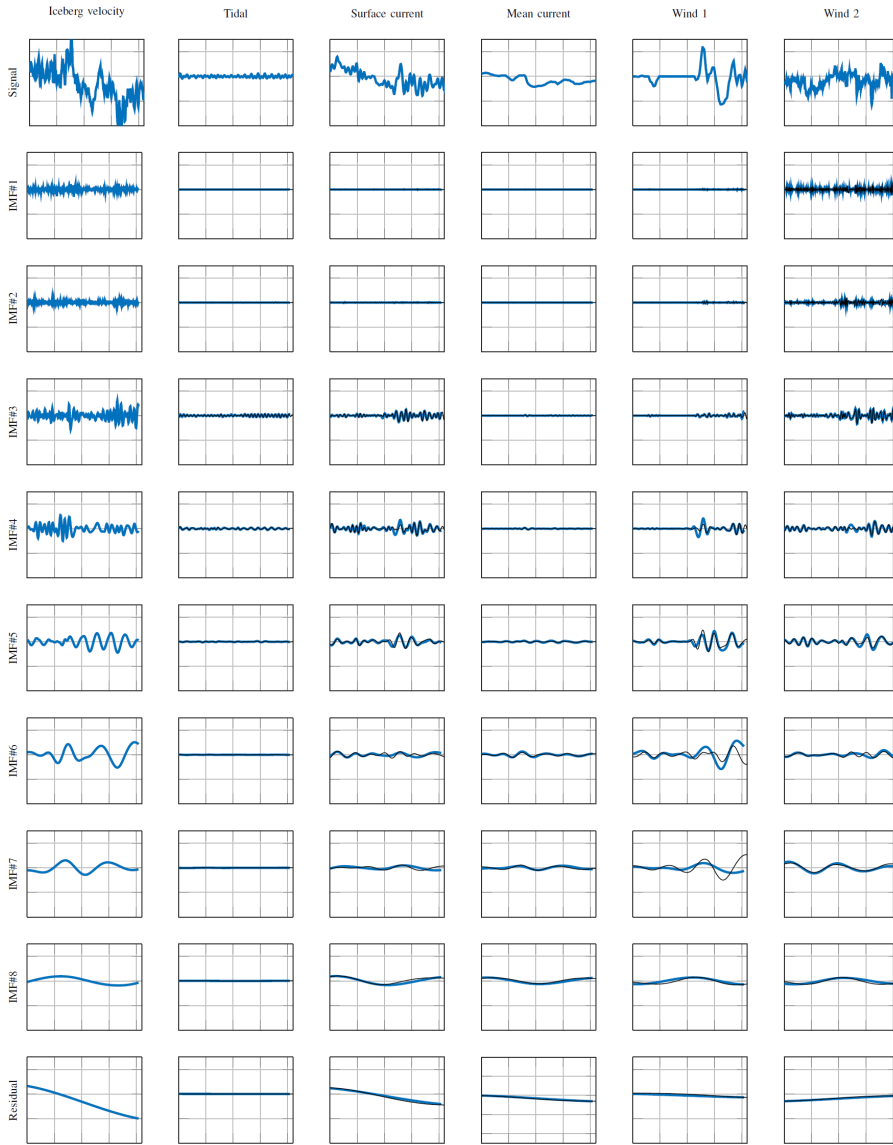 Iceberg velocity Tidal Surface current Mean current Wind 1 Wind 2
Signal
IMF#1
IMF#2
IMF#3
IMF#4
IMF#5
IMF#6
IMF#7
IMF#8
Residual